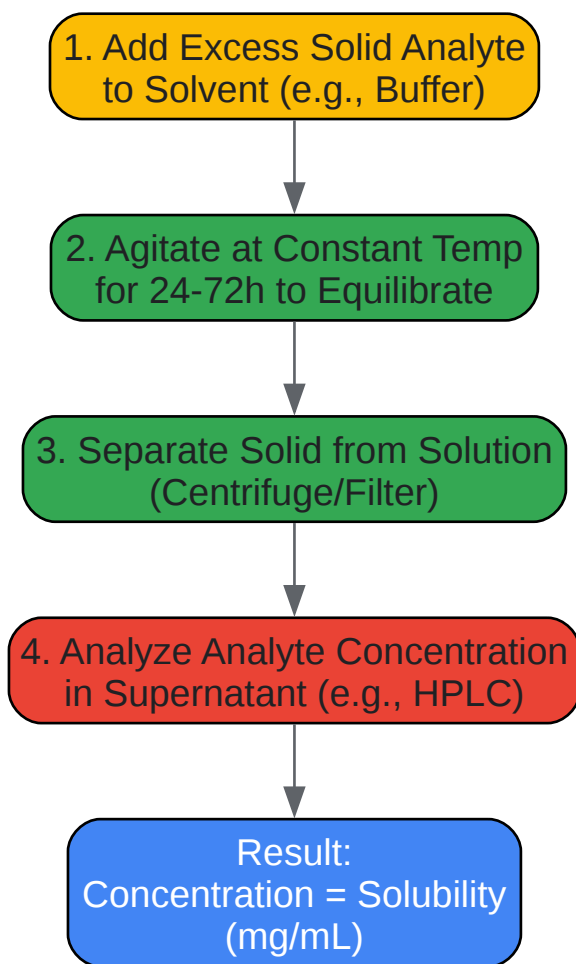 1. Add Excess Solid Analyte
to Solvent (e.g., Buffer)
2. Agitate at Constant Temp
for 24-72h to Equilibrate
3. Separate Solid from Solution
(Centrifuge/Filter)
4. Analyze Analyte Concentration
in Supernatant (e.g., HPLC)
Result:
Concentration = Solubility
(mg/mL)